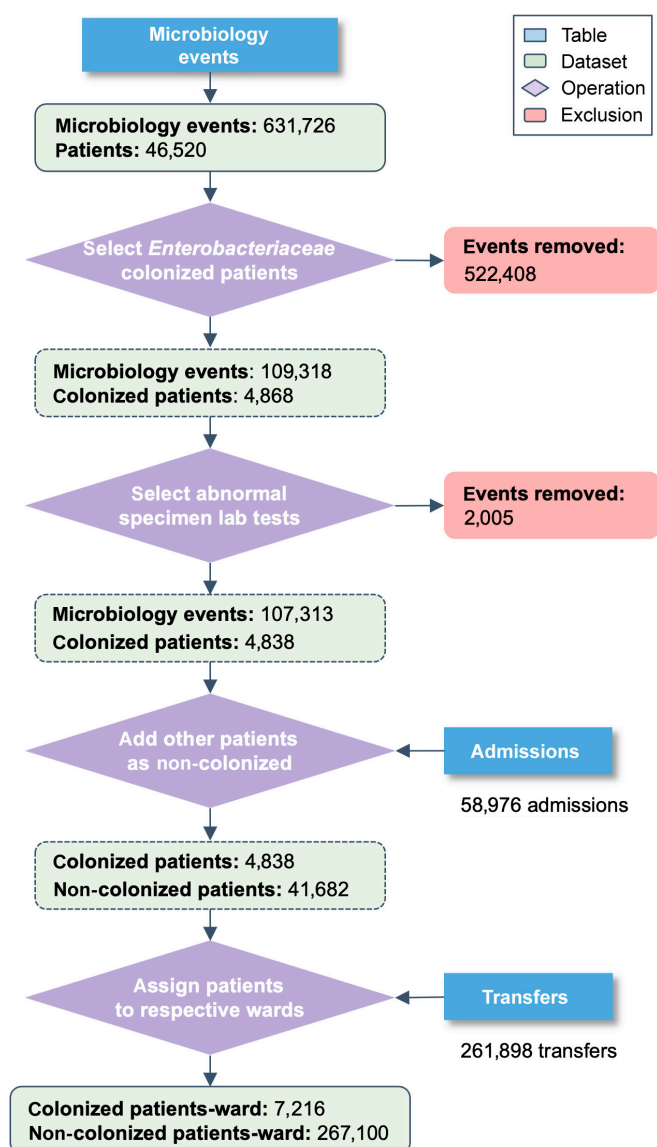 Microbiology
events
Table
Dataset
Operation
Exclusion
Microbiology events: 631,726
Patients: 46,520
Select Enterobacteriaceae
colonized patients
Events removed:
522,408
Microbiology events: 109,318
Colonized patients: 4,868
Select abnormal
specimen lab tests
Events removed:
2,005
Microbiology events: 107,313
Colonized patients: 4,838
Add other patients
as non-colonized
Admissions
58,976 admissions
Colonized patients: 4,838
Non-colonized patients: 41,682
Assign patients
to respective wards
Transfers
261,898 transfers
Colonized patients-ward: 7,216
Non-colonized patients-ward: 267,100